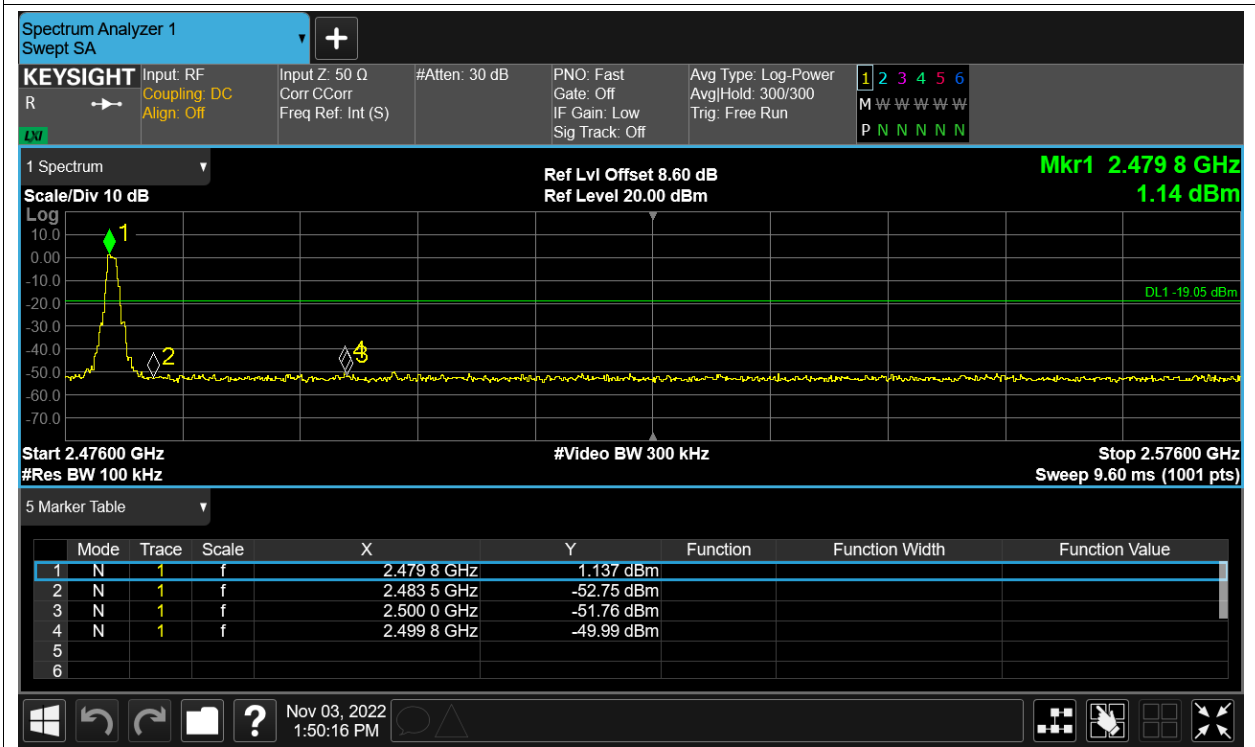 Spectrum Analyzer 1
Swept SA
KEYSIGHT Input: RF Input Z: 50 Ω #Atten: 30 dB PNO: Fast Avg Type: Log-Power 1 2 3 4 5 6
R Coupling: DC Corr CCorr Gate: Off Avg|Hold: 300/300 M W W W W W
Align: Off Freq Ref: Int (S) IF Gain: Low Trig: Free Run
LXI Sig Track: Off P N N N N N
1 Spectrum Ref Lvl Offset 8.60 dB Mkr1 2.479 8 GHz
Scale/Div 10 dB Ref Level 20.00 dBm 1.14 dBm
Log
10.0 1
0.00
-10.0
DL1 -19.05 dBm
-20.0
-30.0
-40.0 2 4 3
-50.0
-60.0
-70.0
Start 2.47600 GHz #Video BW 300 kHz Stop 2.57600 GHz
#Res BW 100 kHz Sweep 9.60 ms (1001 pts)
5 Marker Table
Mode Trace Scale X Y Function Function Width Function Value
1 N 1 f 2.479 8 GHz 1.137 dBm
2 N 1 f 2.483 5 GHz -52.75 dBm
3 N 1 f 2.500 0 GHz -51.76 dBm
4 N 1 f 2.499 8 GHz -49.99 dBm
5
6
? Nov 03, 2022
1:50:16 PM